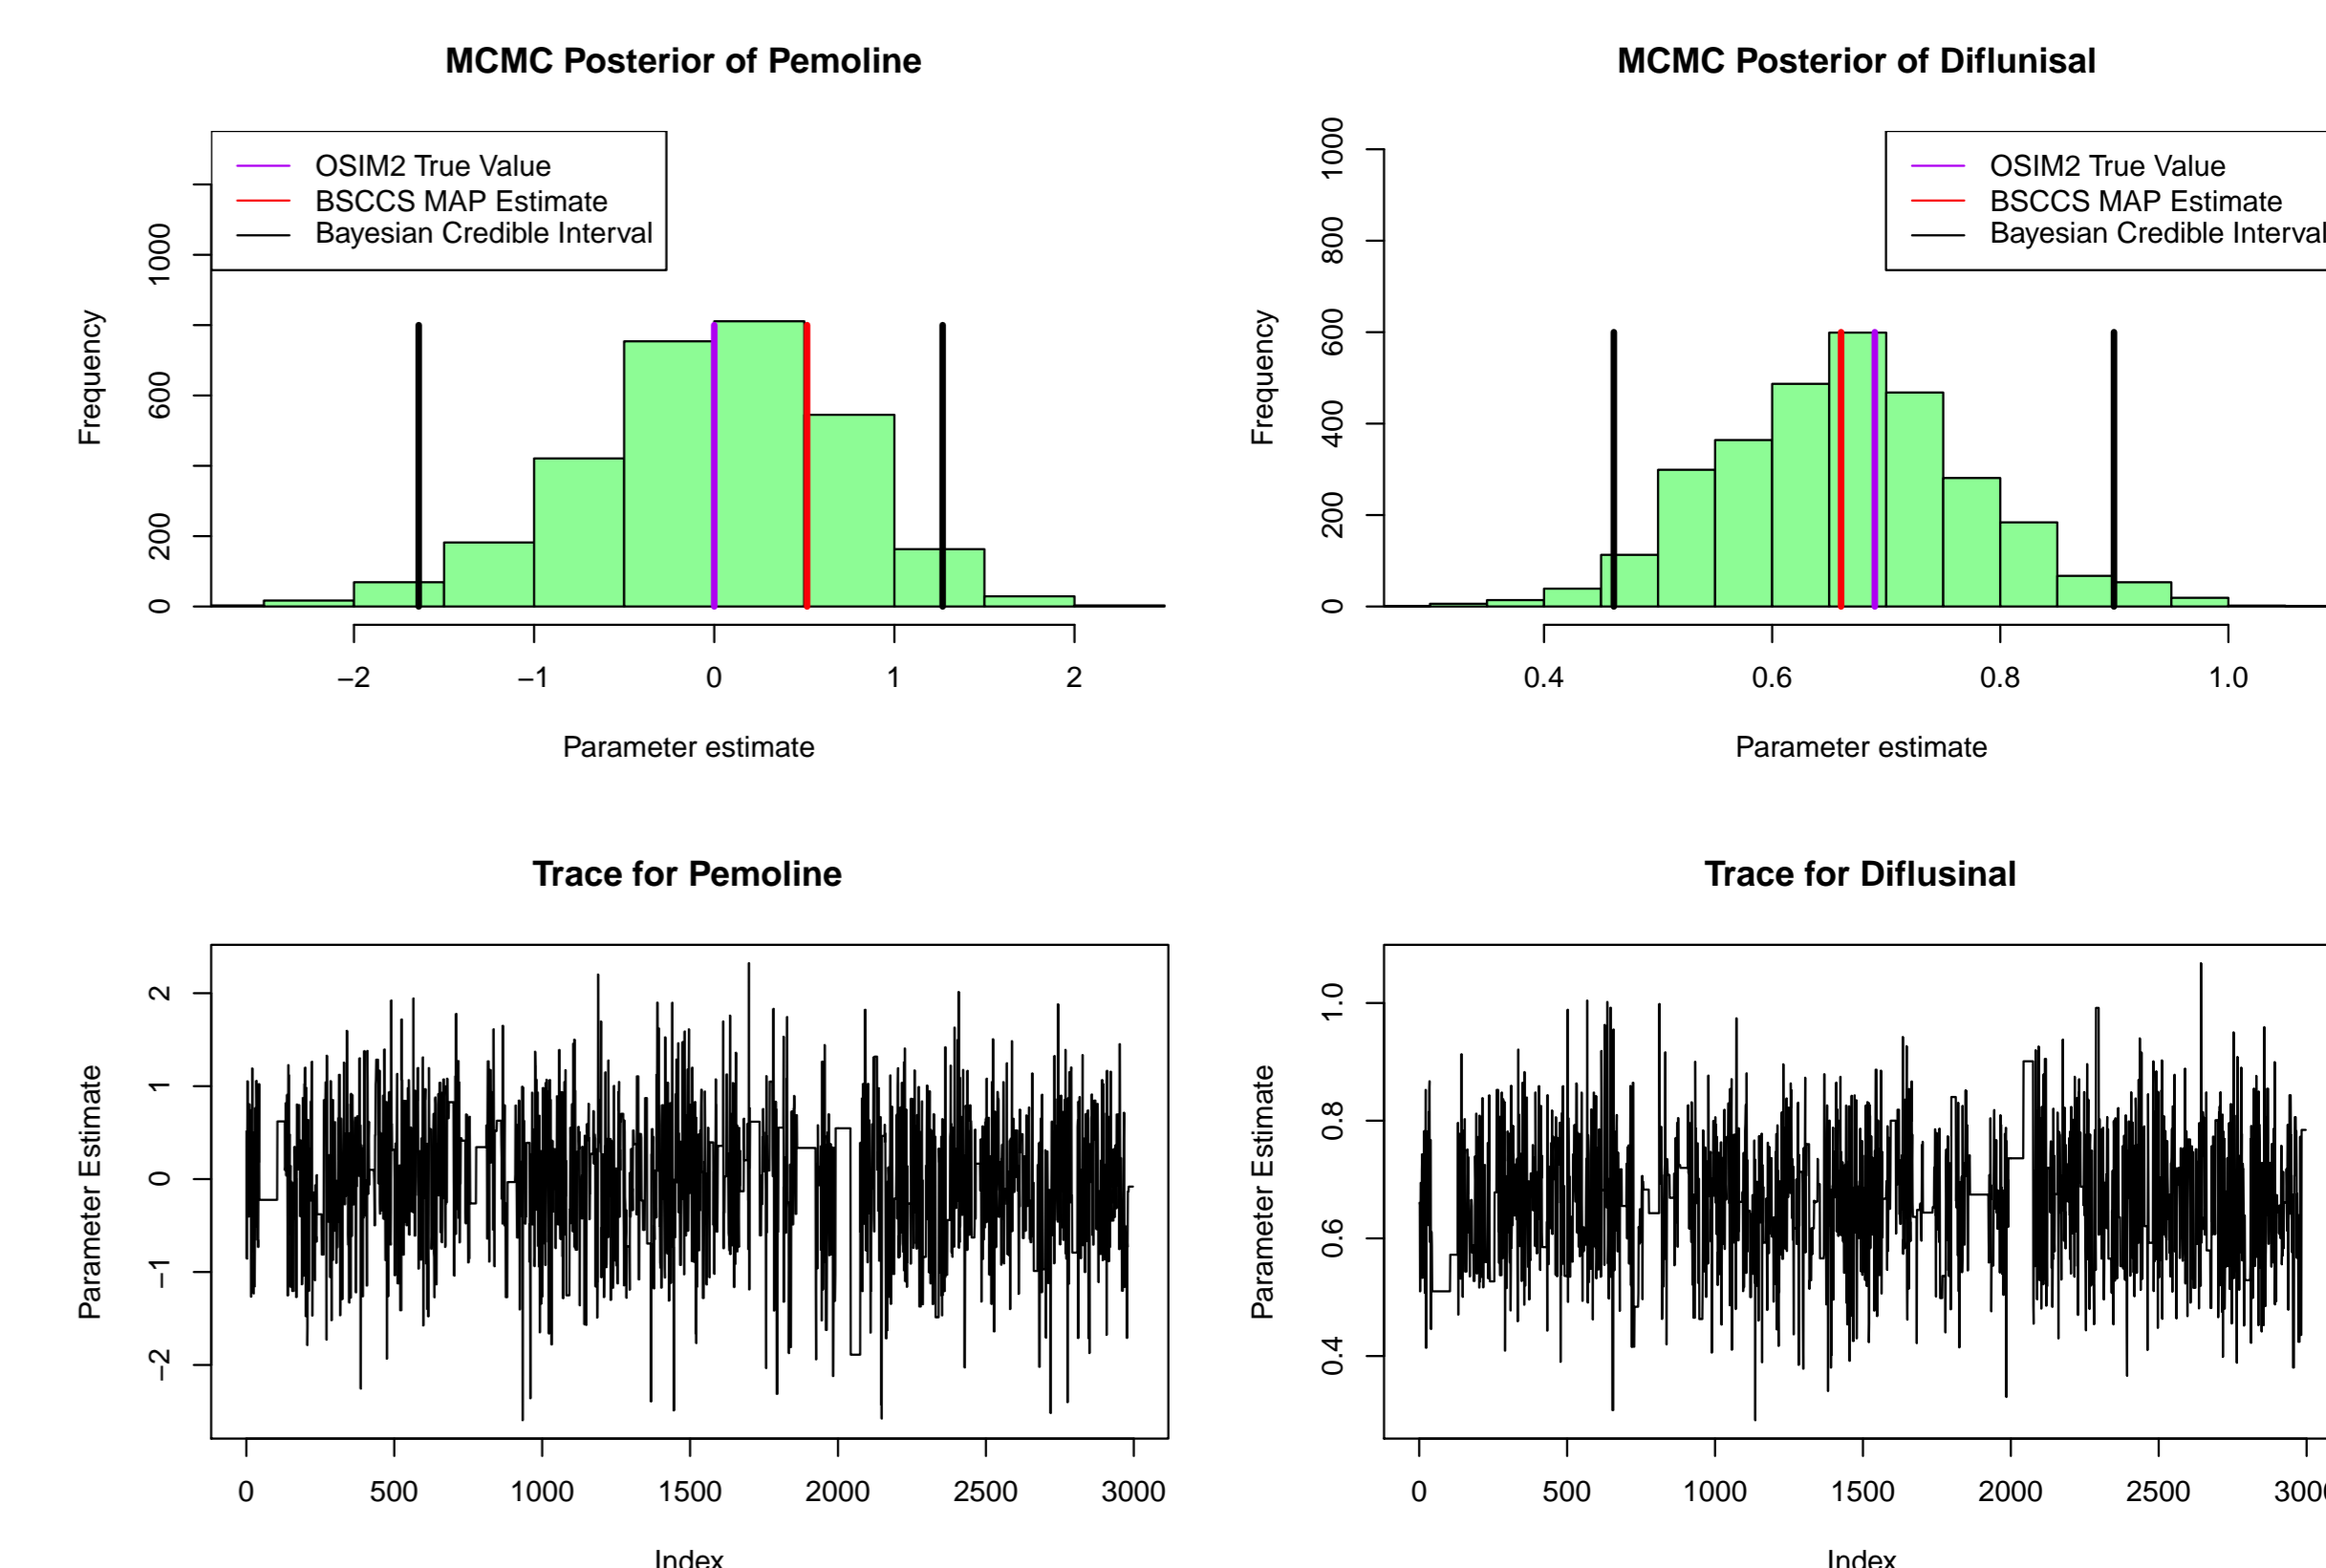 MCMC Posterior of Pemoline
OSIM2 True Value
BSCCS MAP Estimate
Bayesian Credible Interval
Frequency
0
200
600
1000
−2
−1
0
1
2
Parameter estimate
MCMC Posterior of Diflunisal
OSIM2 True Value
BSCCS MAP Estimate
Bayesian Credible Interval
Frequency
0
200
400
600
800
1000
0.4
0.6
0.8
1.0
Parameter estimate
Trace for Pemoline
Parameter Estimate
−2
−1
0
1
2
0
500
1000
1500
2000
2500
3000
Index
Trace for Diflusinal
Parameter Estimate
0.4
0.6
0.8
1.0
0
500
1000
1500
2000
2500
300
Index